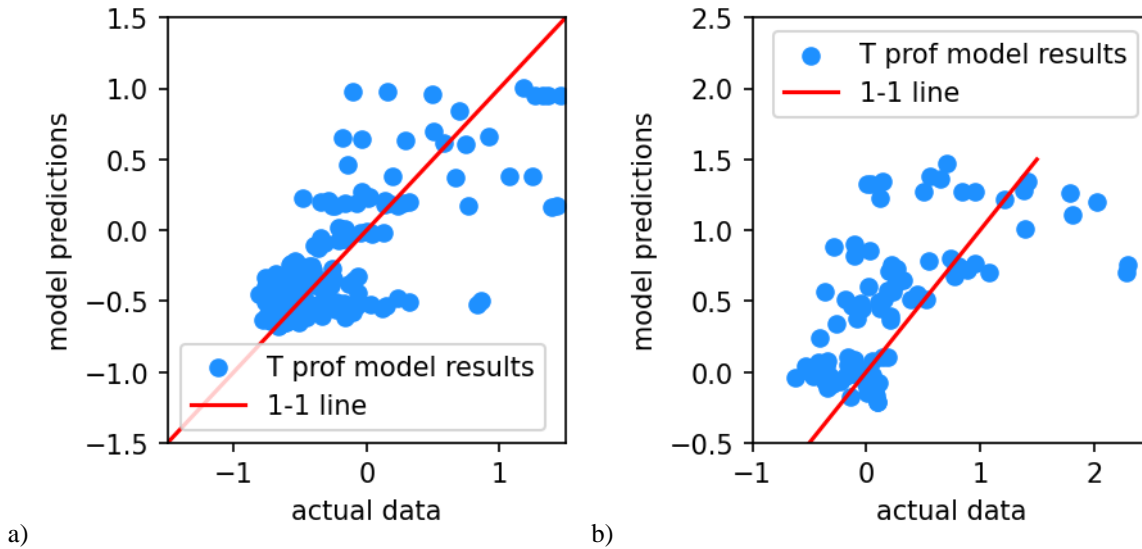 1.5
1.0
0.5
0.0
−0.5
−1.0
−1.5
model predictions
T prof model results
1-1 line
−1
0
1
actual data
a)
2.5
2.0
1.5
1.0
0.5
0.0
−0.5
model predictions
T prof model results
1-1 line
−1
0
1
2
actual data
b)